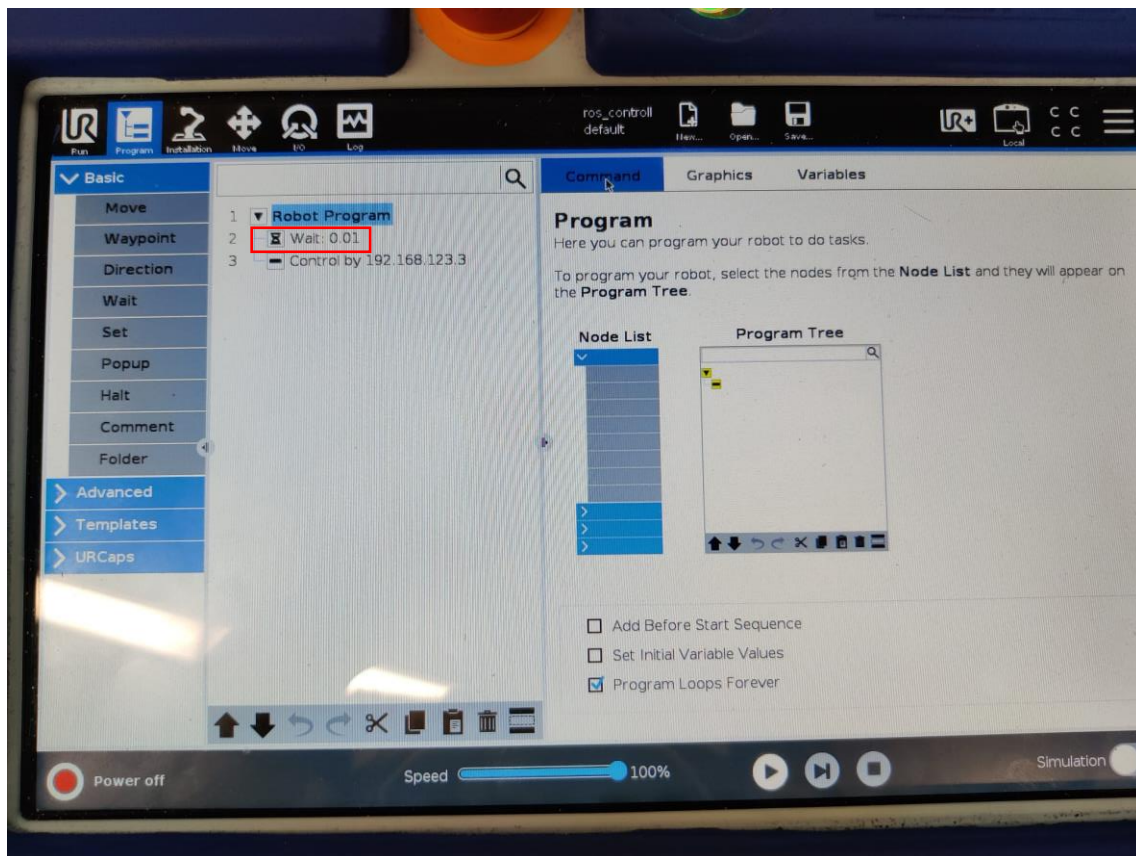 UR
Run
Program
Installation
Move
I/O
Log
ros_controll
default
New...
Open...
Save...
UR+
Local
C C
C C
Basic
Move
Waypoint
Direction
Wait
Set
Popup
Halt
Comment
Folder
Advanced
Templates
URCaps
1 Robot Program
2 Wait: 0.01
3 Control by 192.168.123.3
Command Graphics Variables
Program
Here you can program your robot to do tasks.
To program your robot, select the nodes from the Node List and they will appear on
the Program Tree.
Node List
Program Tree
Add Before Start Sequence
Set Initial Variable Values
Program Loops Forever
Power off
Speed
100%
Simulation